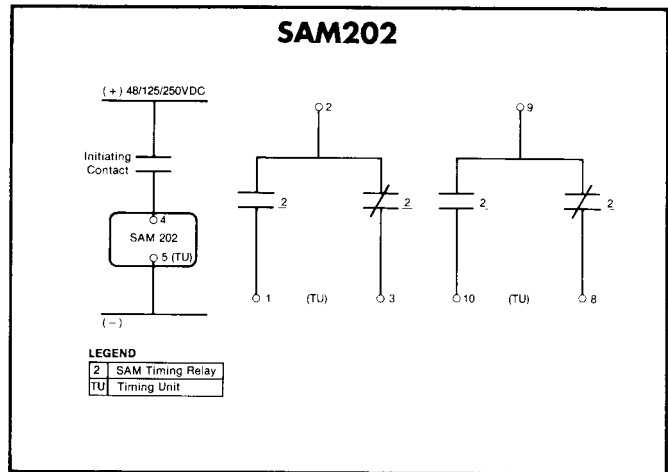 SAM202
(+) 48/125/250VDC
Initiating
Contact
4
SAM 202
5 (TU)
(−)
2
2
2
1
(TU)
3
9
2
2
10
(TU)
8
LEGEND
2 SAM Timing Relay
TU Timing Unit